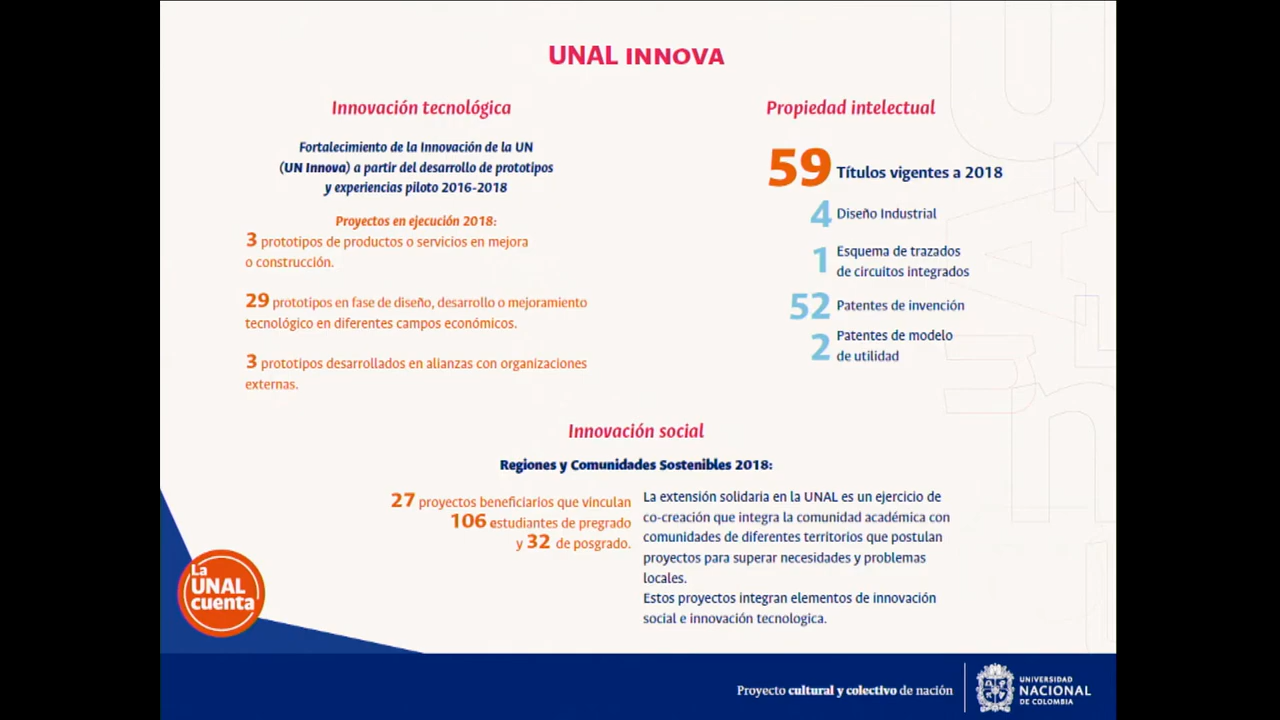 UNAL INNOVA
Innovación tecnológica
Fortalecimiento de la Innovación de la UN
(UN Innova) a partir del desarrollo de prototipos
y experiencias piloto 2016-2018
Proyectos en ejecución 2018:
3 prototipos de productos o servicios en mejora
o construcción.
29 prototipos en fase de diseño, desarrollo o mejoramiento
tecnológico en diferentes campos económicos.
3 prototipos desarrollados en alianzas con organizaciones
externas.
Propiedad intelectual
59 Títulos vigentes a 2018
4 Diseño Industrial
1 Esquema de trazados
de circuitos integrados
52 Patentes de invención
2 Patentes de modelo
de utilidad
Innovación social
Regiones y Comunidades Sostenibles 2018:
27 proyectos beneficiarios que vinculan
106 estudiantes de pregrado
y 32 de posgrado.
La extensión solidaria en la UNAL es un ejercicio de
co-creación que integra la comunidad académica con
comunidades de diferentes territorios que postulan
proyectos para superar necesidades y problemas
locales.
Estos proyectos integran elementos de innovación
social e innovación tecnologica.
La
UNAL
cuenta
Proyecto cultural y colectivo de nación
UNIVERSIDAD
NACIONAL
DE COLOMBIA